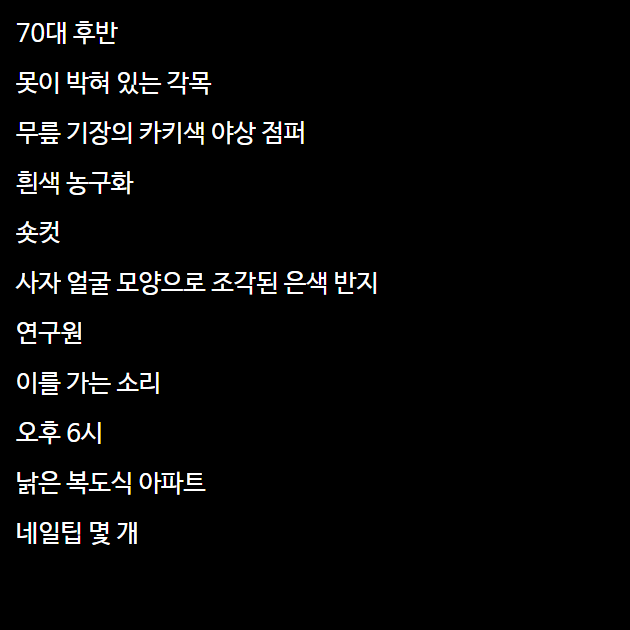 70대 후반
못이 박혀 있는 각목
무릎 기장의 카키색 야상 점퍼
흰색 농구화
숏컷
사자 얼굴 모양으로 조각된 은색 반지
연구원
이를 가는 소리
오후 6시
낡은 복도식 아파트
네일팁 몇 개